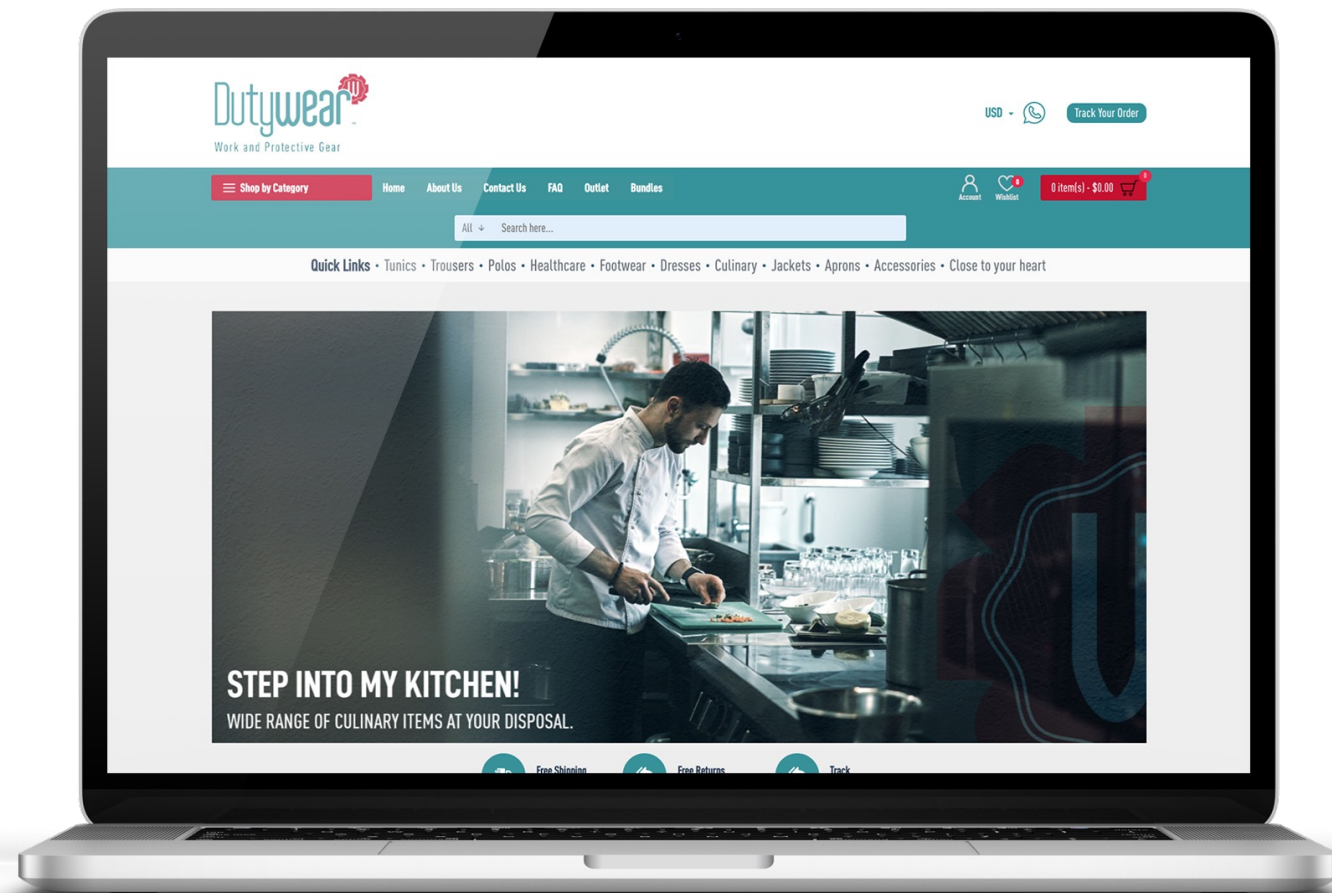 Dutywear
Work and Protective Gear
USD
Track Your Order
Shop by Category
Home
About Us
Contact Us
FAQ
Outlet
Bundles
Account
0
Wishlist
0 item(s) - $0.00
0
All
Search here...
Quick Links • Tunics • Trousers • Polos • Healthcare • Footwear • Dresses • Culinary • Jackets • Aprons • Accessories • Close to your heart
STEP INTO MY KITCHEN!
WIDE RANGE OF CULINARY ITEMS AT YOUR DISPOSAL.
Free Shipping
Free Returns
Track